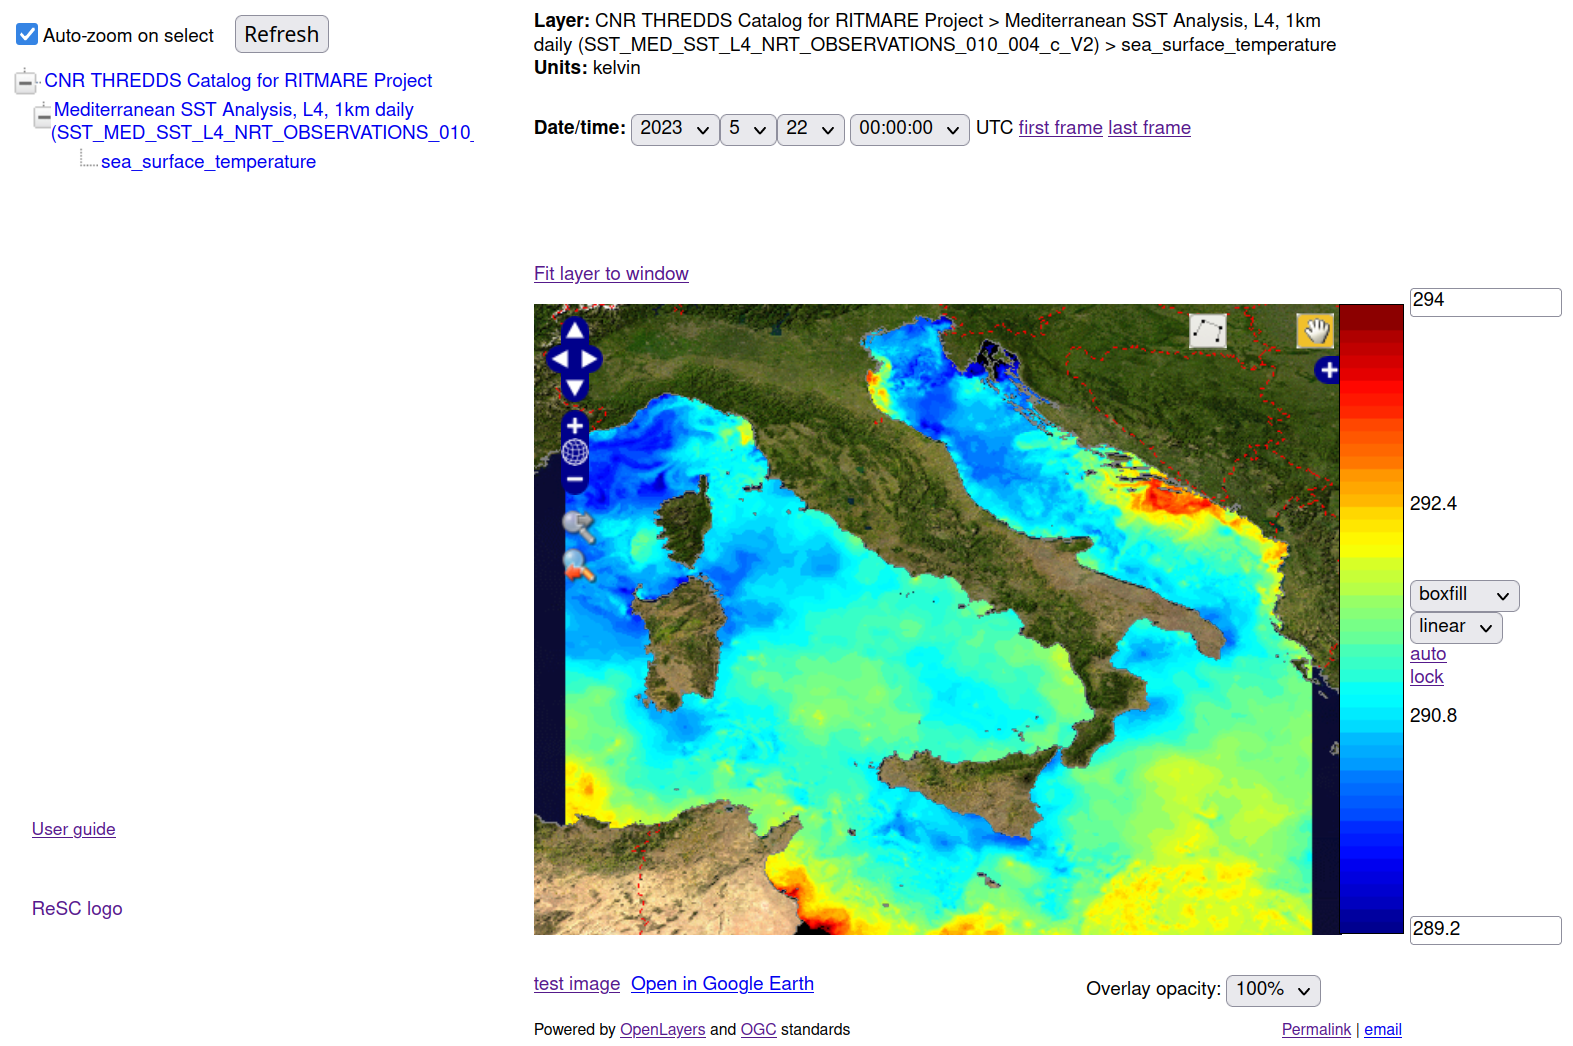 Auto-zoom on select Refresh
CNR THREDDS Catalog for RITMARE Project
Mediterranean SST Analysis, L4, 1km daily
(SST_MED_SST_L4_NRT_OBSERVATIONS_010_
sea_surface_temperature
User guide
ReSC logo
Layer: CNR THREDDS Catalog for RITMARE Project > Mediterranean SST Analysis, L4, 1km
daily (SST_MED_SST_L4_NRT_OBSERVATIONS_010_004_c_V2) > sea_surface_temperature
Units: kelvin
Date/time: 2023 5 22 00:00:00 UTC first frame last frame
Fit layer to window
294
292.4
boxfill
linear
auto
lock
290.8
289.2
test image Open in Google Earth
Overlay opacity: 100%
Powered by OpenLayers and OGC standards
Permalink | email